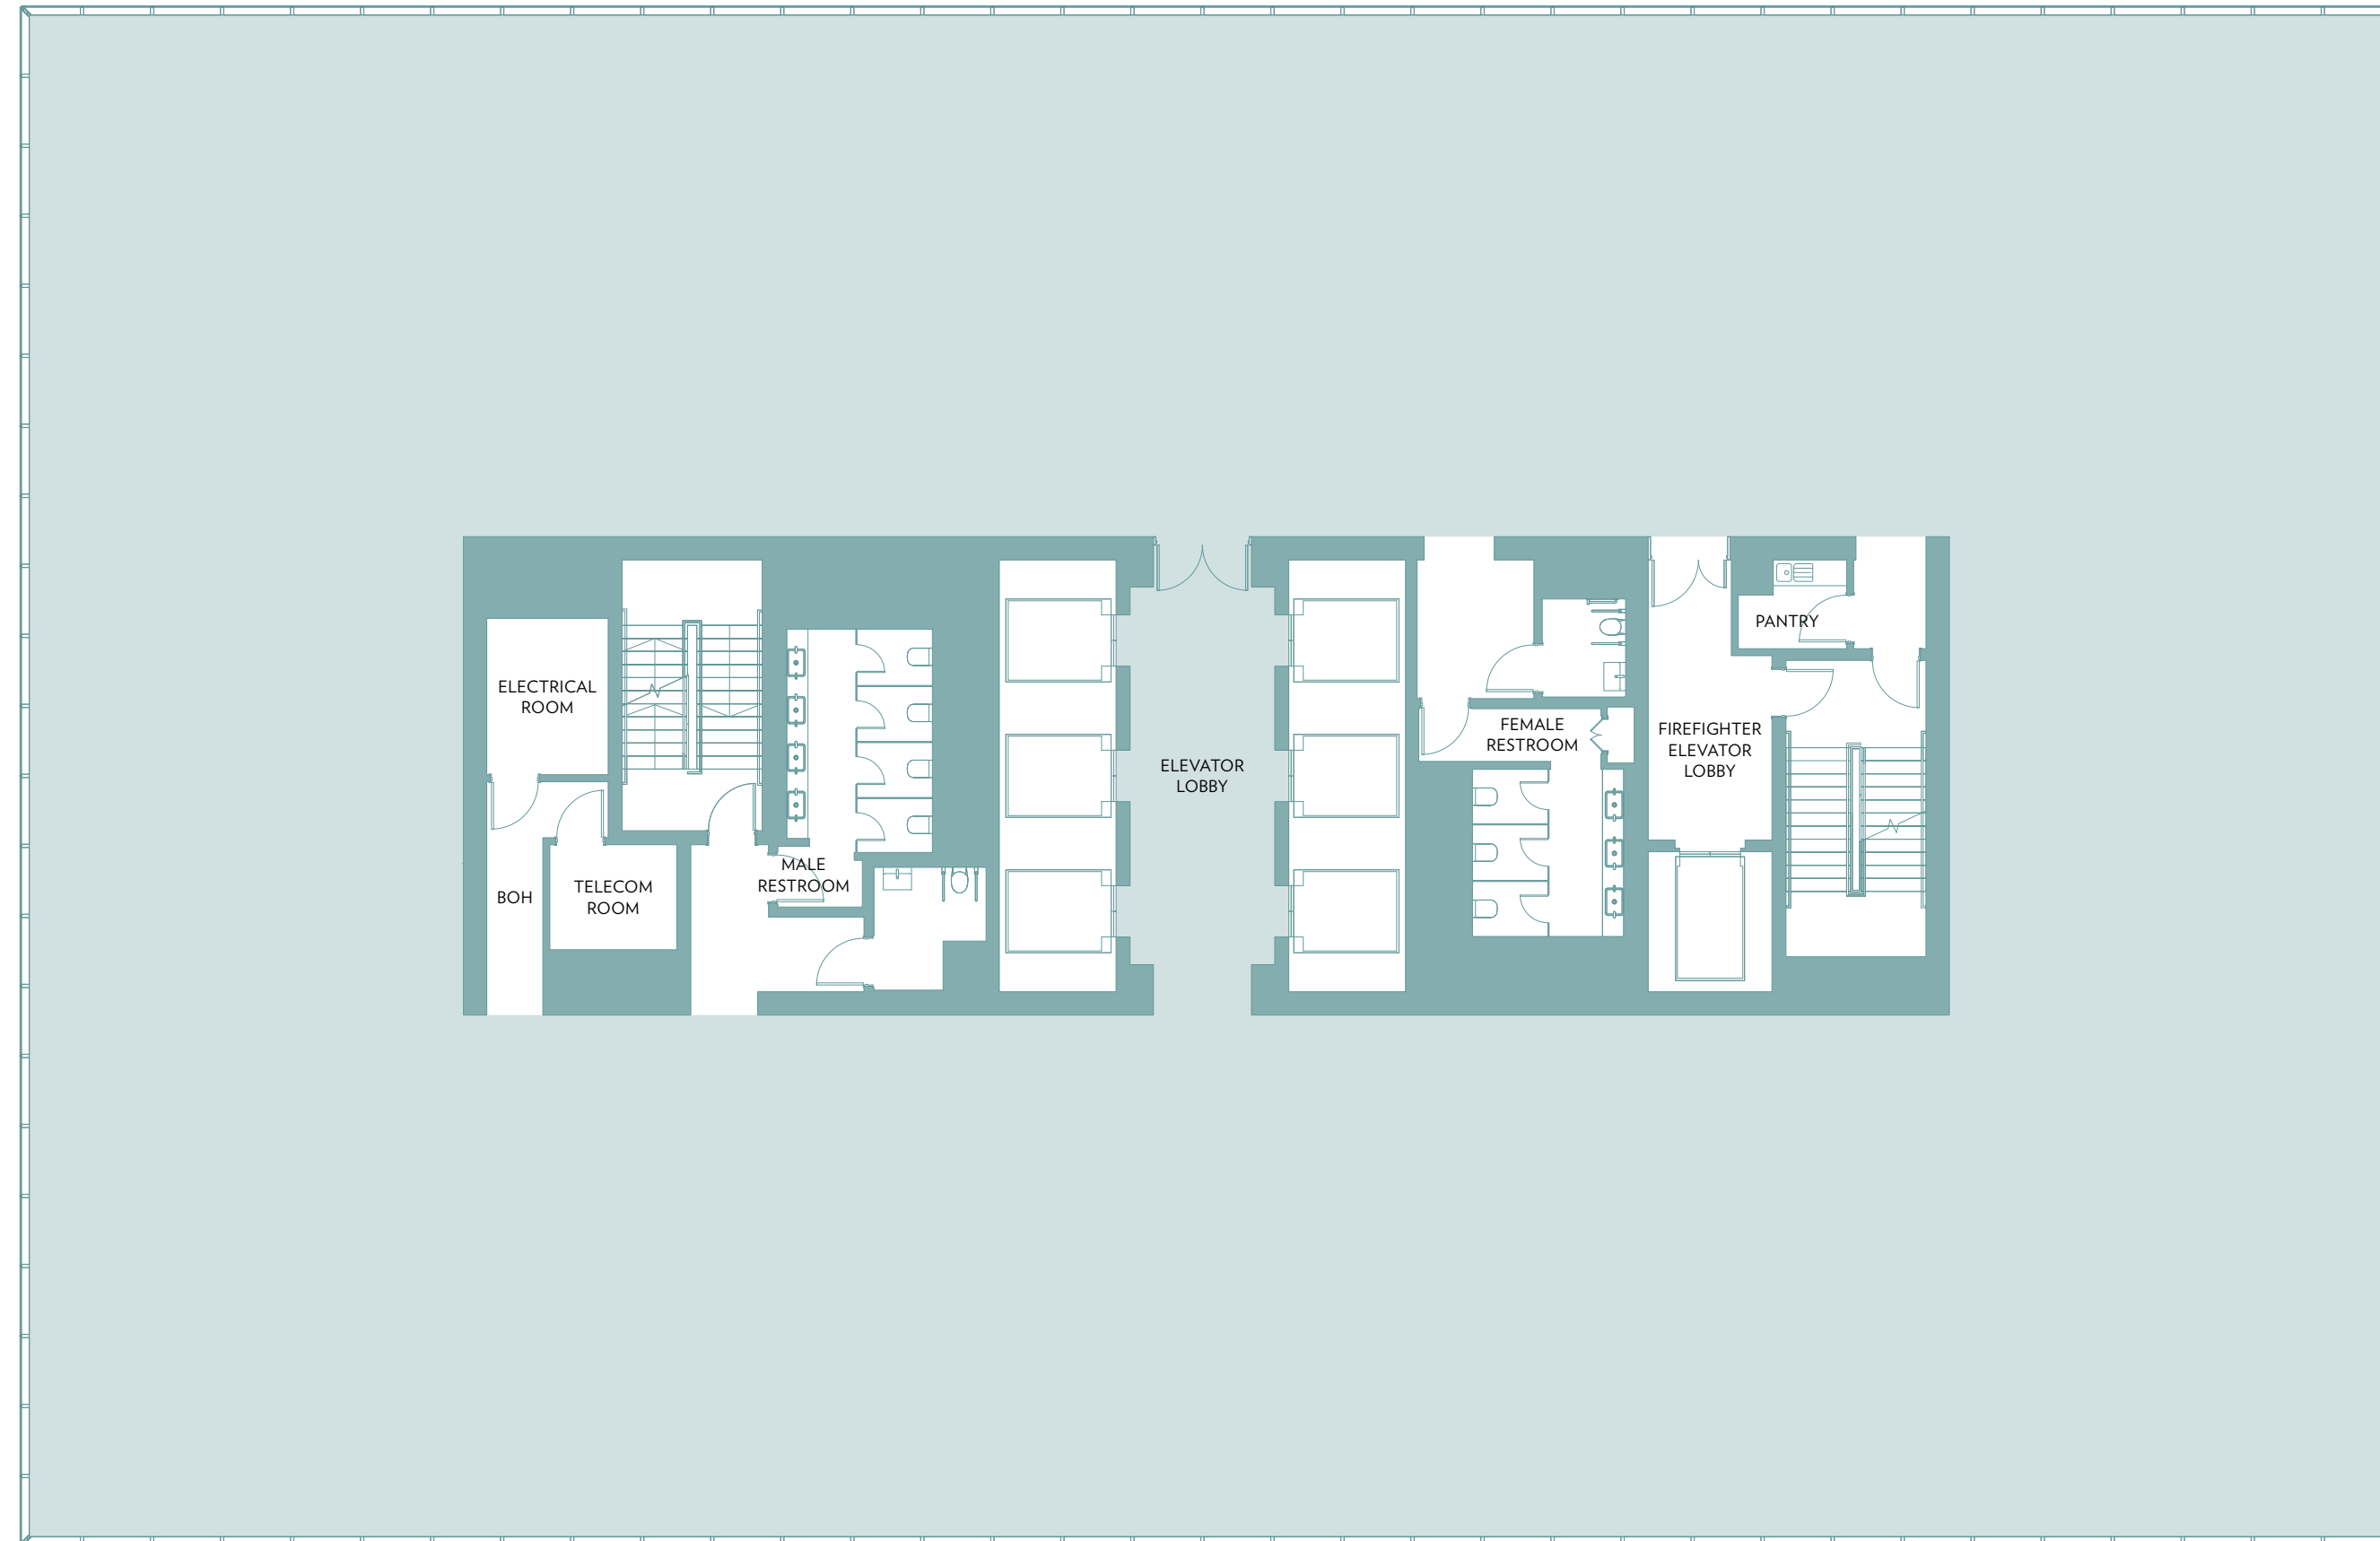 ELECTRICAL
ROOM
BOH
TELECOM
ROOM
MALE
RESTROOM
ELEVATOR
LOBBY
FEMALE
RESTROOM
FIREFIGHTER
ELEVATOR
LOBBY
PANTRY